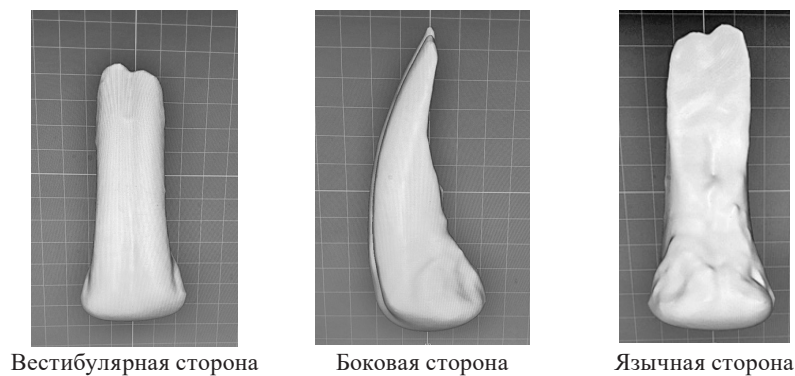 Вестибулярная сторона
Боковая сторона
Язычная сторона